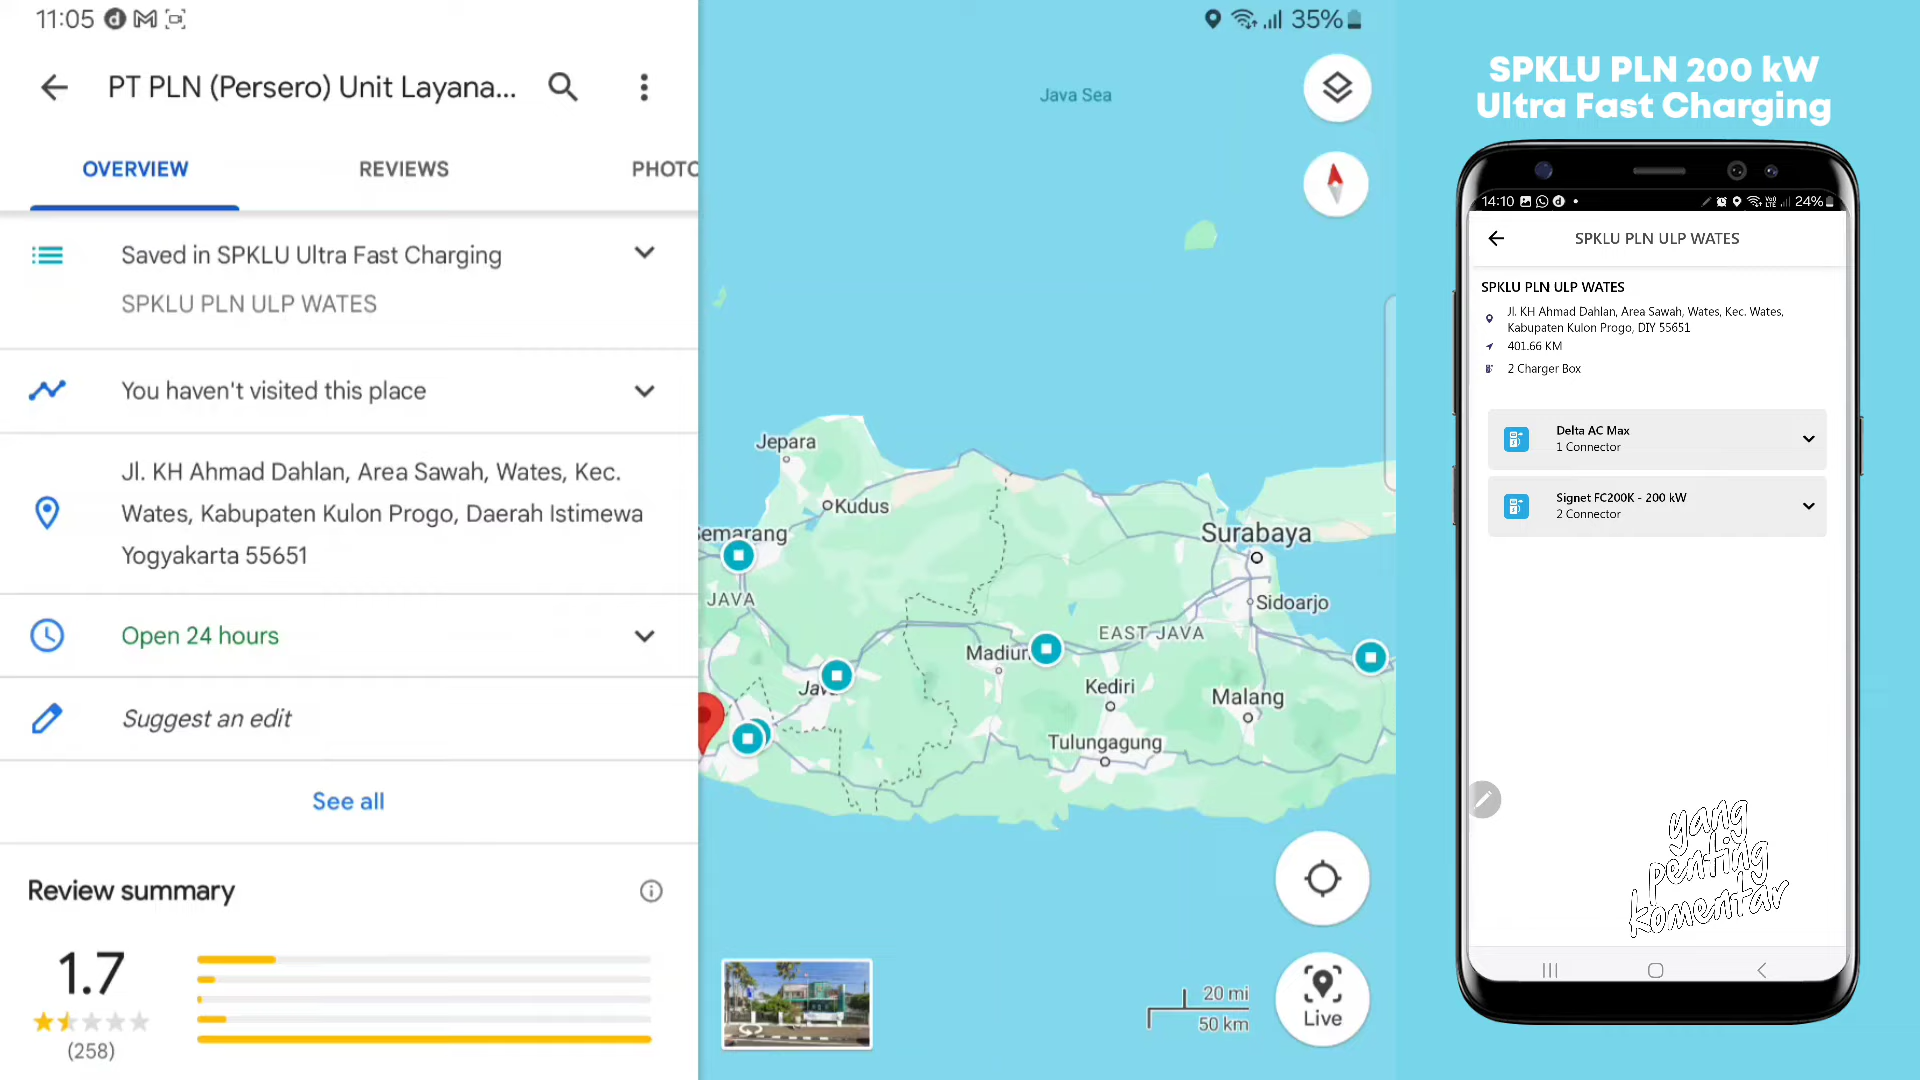 11:05
35%
PT PLN (Persero) Unit Layana...
OVERVIEW
REVIEWS
PHOTO
Saved in SPKLU Ultra Fast Charging
SPKLU PLN ULP WATES
You haven't visited this place
Jl. KH Ahmad Dahlan, Area Sawah, Wates, Kec.
Wates, Kabupaten Kulon Progo, Daerah Istimewa
Yogyakarta 55651
Open 24 hours
Suggest an edit
See all
Review summary
1.7
(258)
Java Sea
Jepara
Kudus
Semarang
Surabaya
JAVA
Sidoarjo
EAST JAVA
Madiun
Java
Kediri
Malang
Tulungagung
20 mi
50 km
Live
SPKLU PLN 200 kW
Ultra Fast Charging
14:10
24%
SPKLU PLN ULP WATES
SPKLU PLN ULP WATES
Jl. KH Ahmad Dahlan, Area Sawah, Wates, Kec. Wates,
Kabupaten Kulon Progo, DIY 55651
401.66 KM
2 Charger Box
Delta AC Max
1 Connector
Signet FC200K - 200 kW
2 Connector
yang
penting
komentar